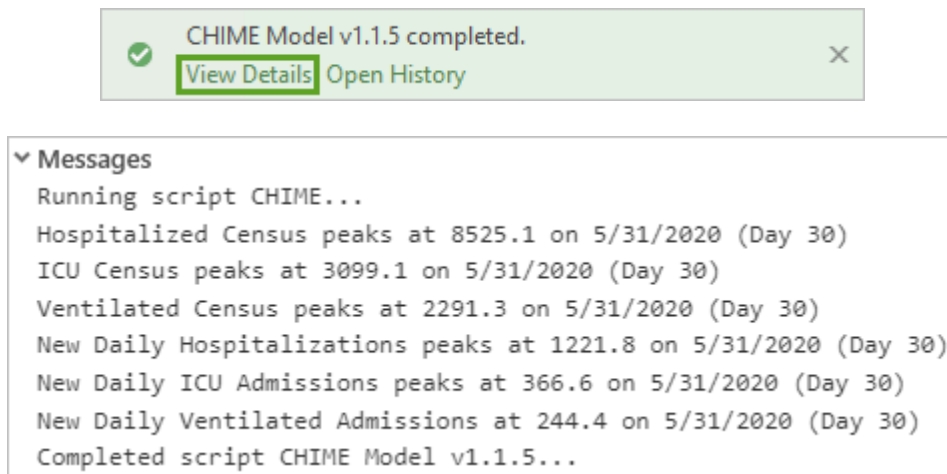 CHIME Model v1.1.5 completed.
View Details Open History
Messages
Running script CHIME...
Hospitalized Census peaks at 8525.1 on 5/31/2020 (Day 30)
ICU Census peaks at 3099.1 on 5/31/2020 (Day 30)
Ventilated Census peaks at 2291.3 on 5/31/2020 (Day 30)
New Daily Hospitalizations peaks at 1221.8 on 5/31/2020 (Day 30)
New Daily ICU Admissions peaks at 366.6 on 5/31/2020 (Day 30)
New Daily Ventilated Admissions at 244.4 on 5/31/2020 (Day 30)
Completed script CHIME Model v1.1.5...